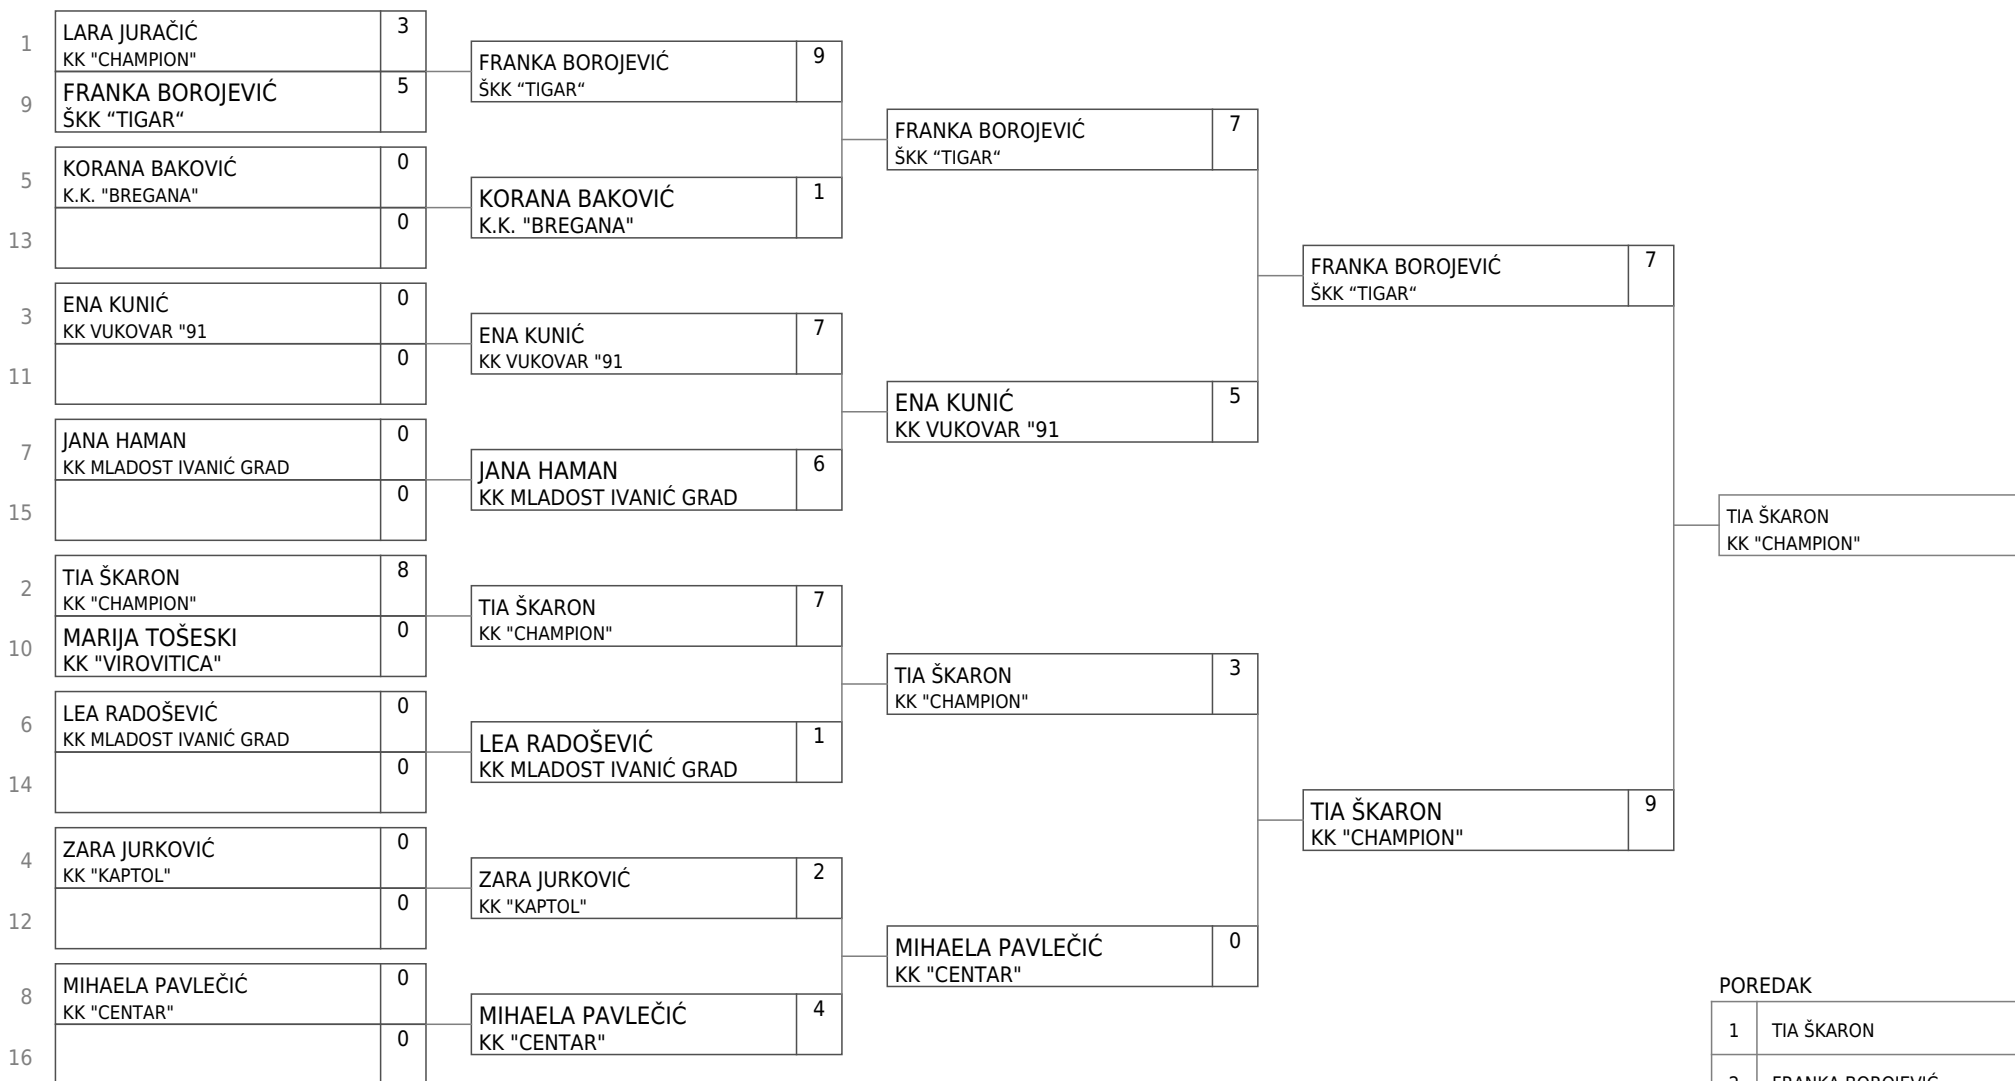 1
LARA JURAČIĆ
KK "CHAMPION"
3
9
FRANKA BOROJEVIĆ
ŠKK “TIGAR“
5
5
KORANA BAKOVIĆ
K.K. "BREGANA"
0
13
0
3
ENA KUNIĆ
KK VUKOVAR "91
0
11
0
7
JANA HAMAN
KK MLADOST IVANIĆ GRAD
0
15
0
2
TIA ŠKARON
KK "CHAMPION"
8
10
MARIJA TOŠESKI
KK "VIROVITICA"
0
6
LEA RADOŠEVIĆ
KK MLADOST IVANIĆ GRAD
0
14
0
4
ZARA JURKOVIĆ
KK "KAPTOL"
0
12
0
8
MIHAELA PAVLEČIĆ
KK "CENTAR"
0
16
0
FRANKA BOROJEVIĆ
ŠKK “TIGAR“
9
KORANA BAKOVIĆ
K.K. "BREGANA"
1
ENA KUNIĆ
KK VUKOVAR "91
7
JANA HAMAN
KK MLADOST IVANIĆ GRAD
6
TIA ŠKARON
KK "CHAMPION"
7
LEA RADOŠEVIĆ
KK MLADOST IVANIĆ GRAD
1
ZARA JURKOVIĆ
KK "KAPTOL"
2
MIHAELA PAVLEČIĆ
KK "CENTAR"
4
FRANKA BOROJEVIĆ
ŠKK “TIGAR“
7
ENA KUNIĆ
KK VUKOVAR "91
5
TIA ŠKARON
KK "CHAMPION"
3
MIHAELA PAVLEČIĆ
KK "CENTAR"
0
FRANKA BOROJEVIĆ
ŠKK “TIGAR“
7
TIA ŠKARON
KK "CHAMPION"
9
TIA ŠKARON
KK "CHAMPION"
POREDAK
1 TIA ŠKARON
2 FRANKA BOROJEVIĆ